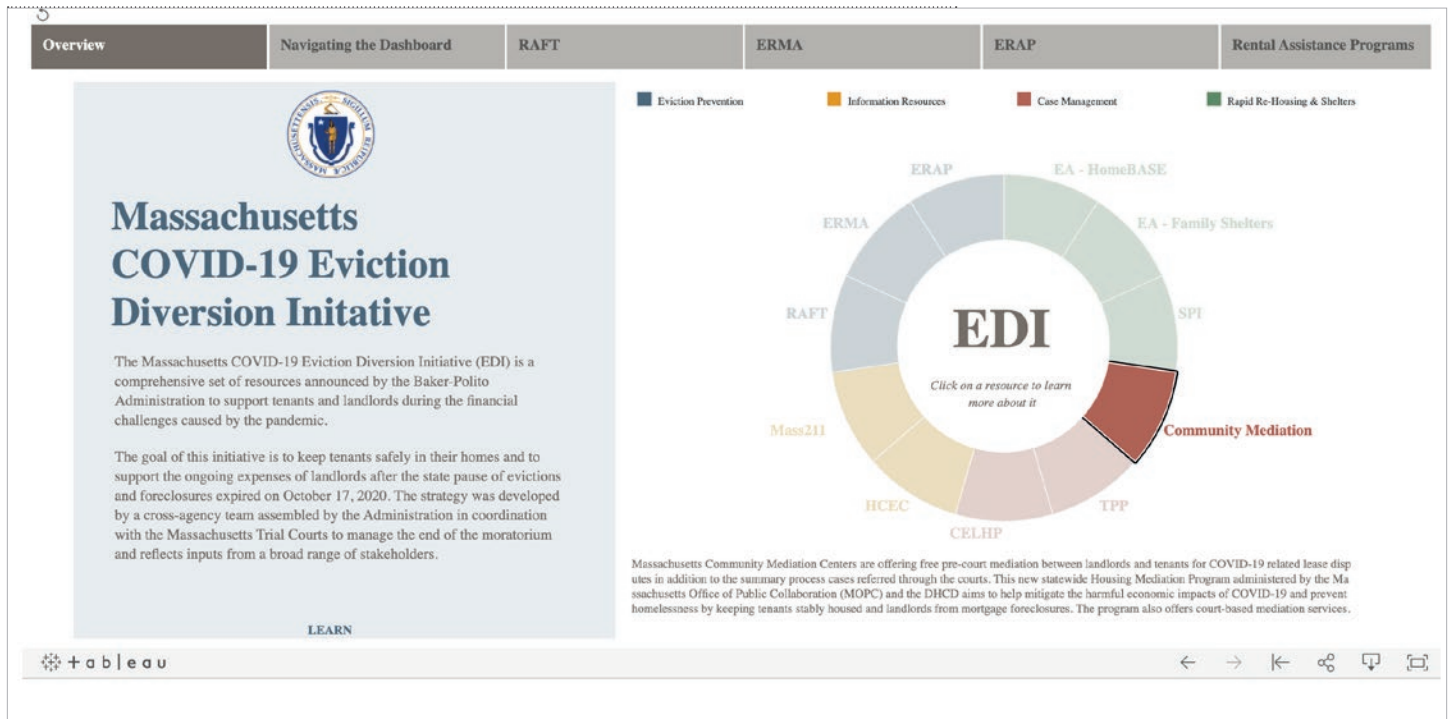 Overview
Navigating the Dashboard
RAFT
ERMA
ERAP
Rental Assistance Programs
Massachusetts
COVID-19 Eviction
Diversion Initative
The Massachusetts COVID-19 Eviction Diversion Initiative (EDI) is a
comprehensive set of resources announced by the Baker-Polito
Administration to support tenants and landlords during the financial
challenges caused by the pandemic.
The goal of this initiative is to keep tenants safely in their homes and to
support the ongoing expenses of landlords after the state pause of evictions
and foreclosures expired on October 17, 2020. The strategy was developed
by a cross-agency team assembled by the Administration in coordination
with the Massachusetts Trial Courts to manage the end of the moratorium
and reflects inputs from a broad range of stakeholders.
LEARN
Eviction Prevention
Information Resources
Case Management
Rapid Re-Housing & Shelters
ERAP
EA - HomeBASE
ERMA
EA - Family Shelters
RAFT
SPI
EDI
Click on a resource to learn
more about it
Mass211
Community Mediation
HCEC
TPP
CELHP
Massachusetts Community Mediation Centers are offering free pre-court mediation between landlords and tenants for COVID-19 related lease disp
utes in addition to the summary process cases referred through the courts. This new statewide Housing Mediation Program administered by the Ma
ssachusetts Office of Public Collaboration (MOPC) and the DHCD aims to help mitigate the harmful economic impacts of COVID-19 and prevent
homelessness by keeping tenants stably housed and landlords from mortgage foreclosures. The program also offers court-based mediation services.
+ a b | e a u